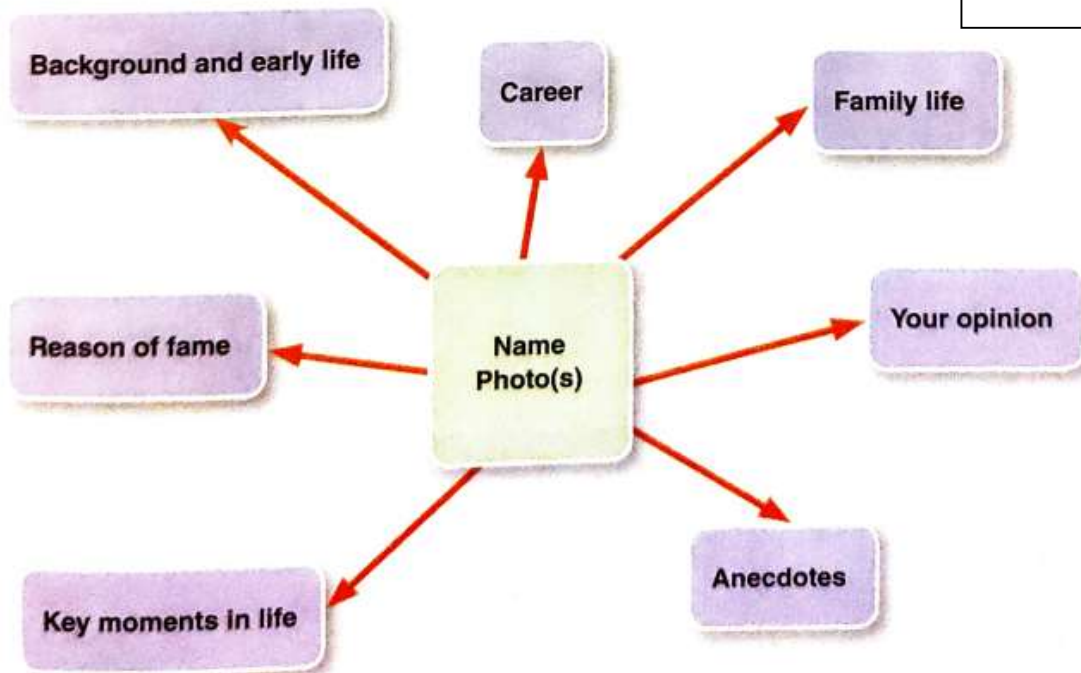 Background and early life
Career
Family life
Reason of fame
Name
Photo(s)
Your opinion
Key moments in life
Anecdotes